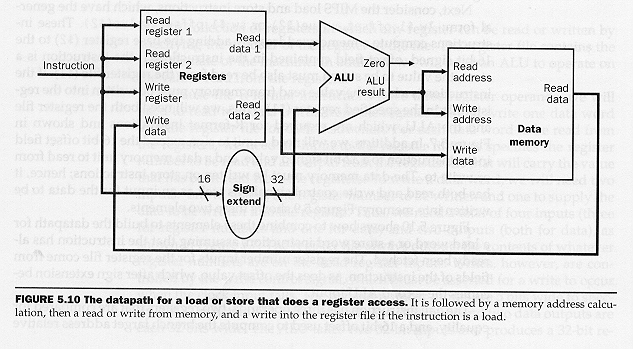 Instruction
Read
register 1
Read
register 2
Registers
Write
register
Write
data
Read
data 1
Read
data 2
16
Sign
extend
32
Zero
ALU
ALU
result
Read
address
Write
address
Write
data
Read
data
Data
memory
FIGURE 5.10 The datapath for a load or store that does a register access. It is followed by a memory address calcu-
lation, then a read or write from memory, and a write into the register file if the instruction is a load.